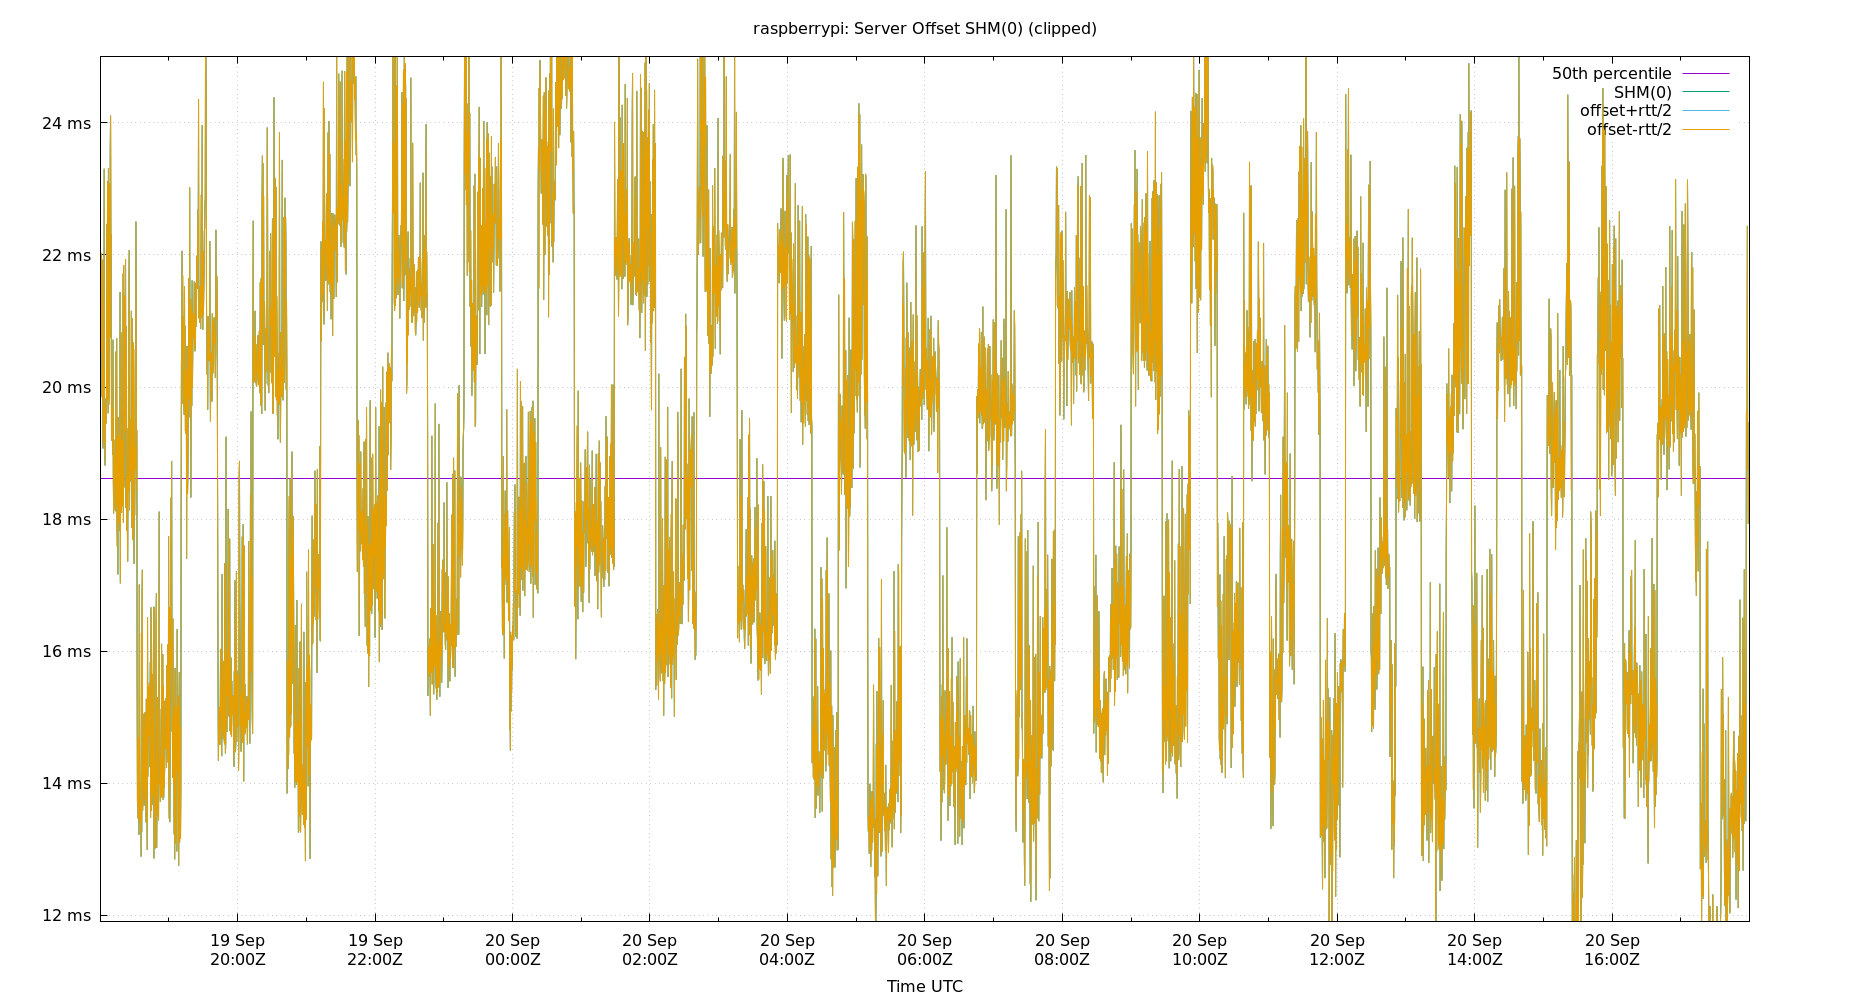 raspberrypi: Server Offset SHM(0) (clipped)
50th percentile
SHM(0)
offset+rtt/2
offset-rtt/2
24 ms
22 ms
20 ms
18 ms
16 ms
14 ms
12 ms
19 Sep 19 Sep 20 Sep 20 Sep 20 Sep 20 Sep 20 Sep 20 Sep 20 Sep 20 Sep 20 Sep
20:00Z 22:00Z 00:00Z 02:00Z 04:00Z 06:00Z 08:00Z 10:00Z 12:00Z 14:00Z 16:00Z
Time UTC